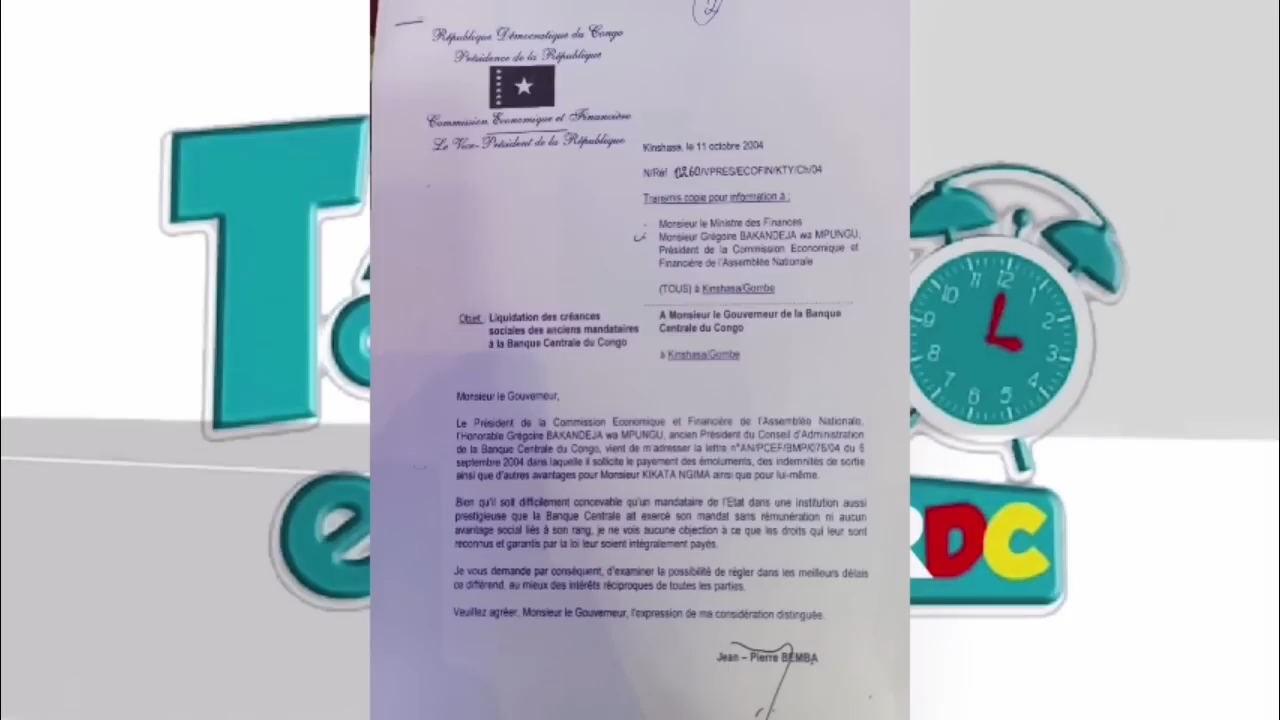 République Démocratique du Congo
Présidence de la République
Commission Economique et Financière
Le Vice-Président de la République
Kinshasa, le 11 octobre 2004
N/Réf 0260/VPRES/ECOFIN/KTY/Ch/04
Transmis copie pour information à :
- Monsieur le Ministre des Finances
Monsieur Grégoire BAKANDEJA wa MPUNGU,
Président de la Commission Economique et
Financière de l'Assemblée Nationale
(TOUS) à Kinshasa/Gombe
Objet: Liquidation des créances
sociales des anciens mandataires
à la Banque Centrale du Congo
A Monsieur le Gouverneur de la Banque
Centrale du Congo
à Kinshasa/Gombe
Monsieur le Gouverneur,
Le Président de la Commission Economique et Financière de l'Assemblée Nationale,
l'Honorable Grégoire BAKANDEJA wa MPUNGU, ancien Président du Conseil d'Administration
de la Banque Centrale du Congo, vient de m'adresser la lettre n°AN/PCEF/BMP/076/04 du 6
septembre 2004 dans laquelle il sollicite le payement des émoluments, des indemnités de sortie
ainsi que d'autres avantages pour Monsieur KIKATA NGIMA ainsi que pour lui-même.
Bien qu'il soit difficilement concevable qu'un mandataire de l'Etat dans une institution aussi
prestigieuse que la Banque Centrale ait exercé son mandat sans rémunération ni aucun
avantage social liés à son rang, je ne vois aucune objection à ce que les droits qui leur sont
reconnus et garantis par la loi leur soient intégralement payés.
Je vous demande par conséquent, d'examiner la possibilité de régler dans les meilleurs délais
ce différend, au mieux des intérêts réciproques de toutes les parties.
Veuillez agréer, Monsieur le Gouverneur, l'expression de ma considération distinguée.
Jean – Pierre BEMBA
T
e
RDC
10 11 12 1
9 2
8 3
7 6 5 4